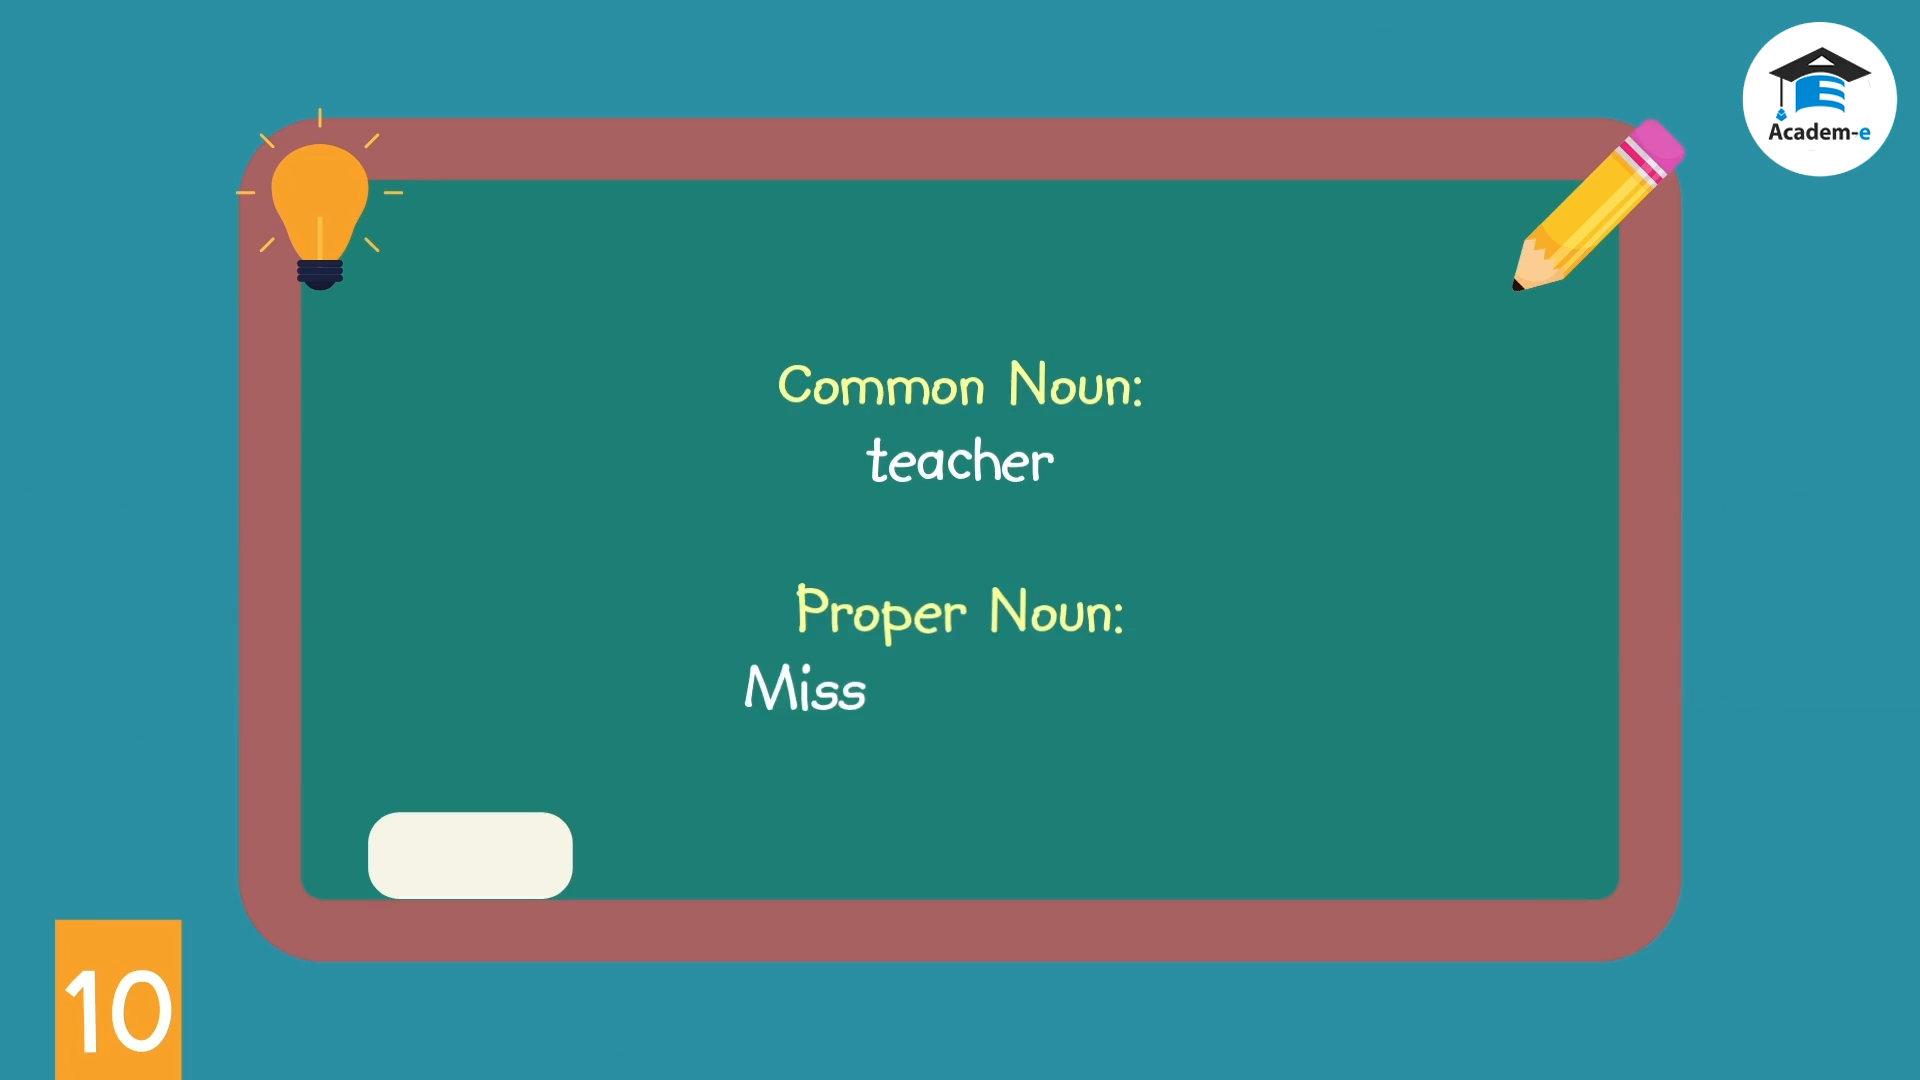 Academ-e
Common Noun:
teacher
Proper Noun:
Miss
10